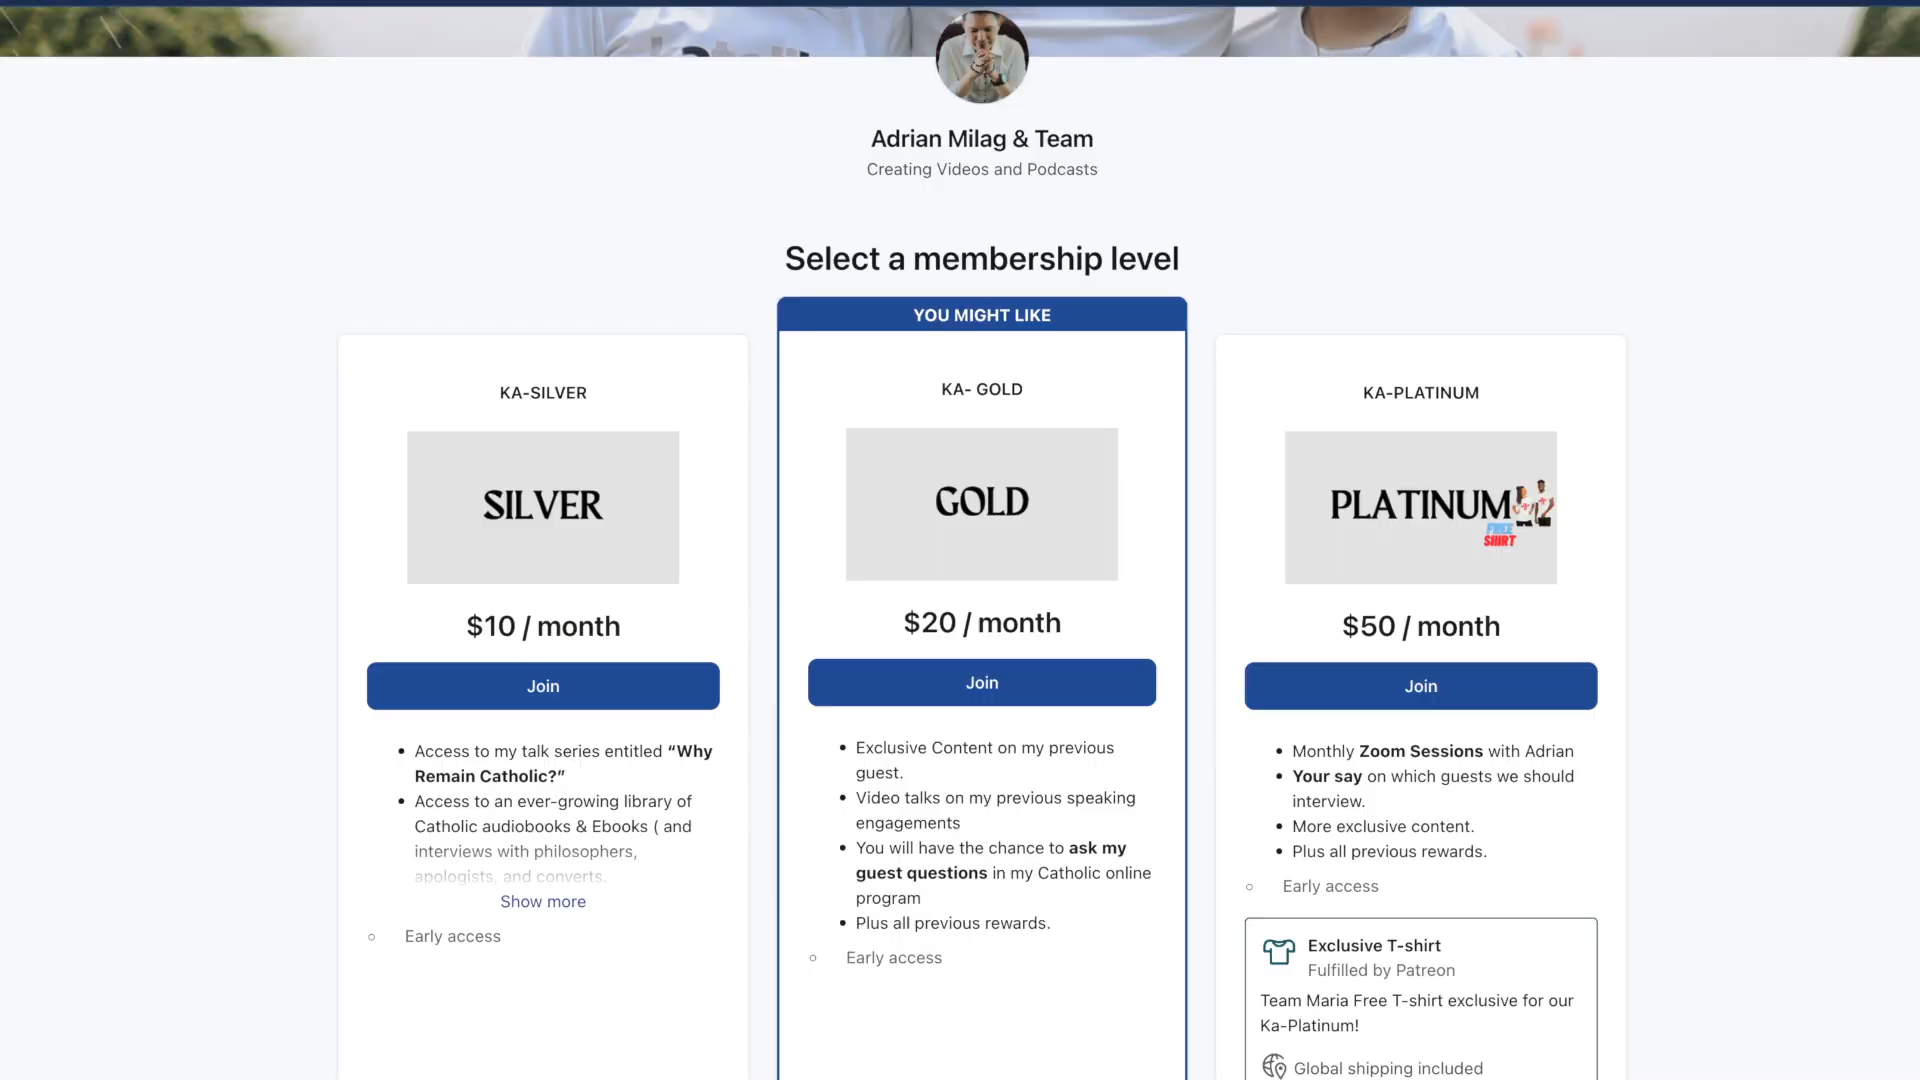 Adrian Milag & Team
Creating Videos and Podcasts
Select a membership level
KA-SILVER
SILVER
$10 / month
Join
• Access to my talk series entitled “Why
Remain Catholic?”
• Access to an ever-growing library of
Catholic audiobooks & Ebooks ( and
interviews with philosophers,
apologists, and converts.
Show more
Early access
YOU MIGHT LIKE
KA- GOLD
GOLD
$20 / month
Join
• Exclusive Content on my previous
guest.
• Video talks on my previous speaking
engagements
• You will have the chance to ask my
guest questions in my Catholic online
program
• Plus all previous rewards.
Early access
KA-PLATINUM
PLATINUM
FREE
SHIRT
$50 / month
Join
• Monthly Zoom Sessions with Adrian
• Your say on which guests we should
interview.
• More exclusive content.
• Plus all previous rewards.
Early access
Exclusive T-shirt
Fulfilled by Patreon
Team Maria Free T-shirt exclusive for our
Ka-Platinum!
Global shipping included